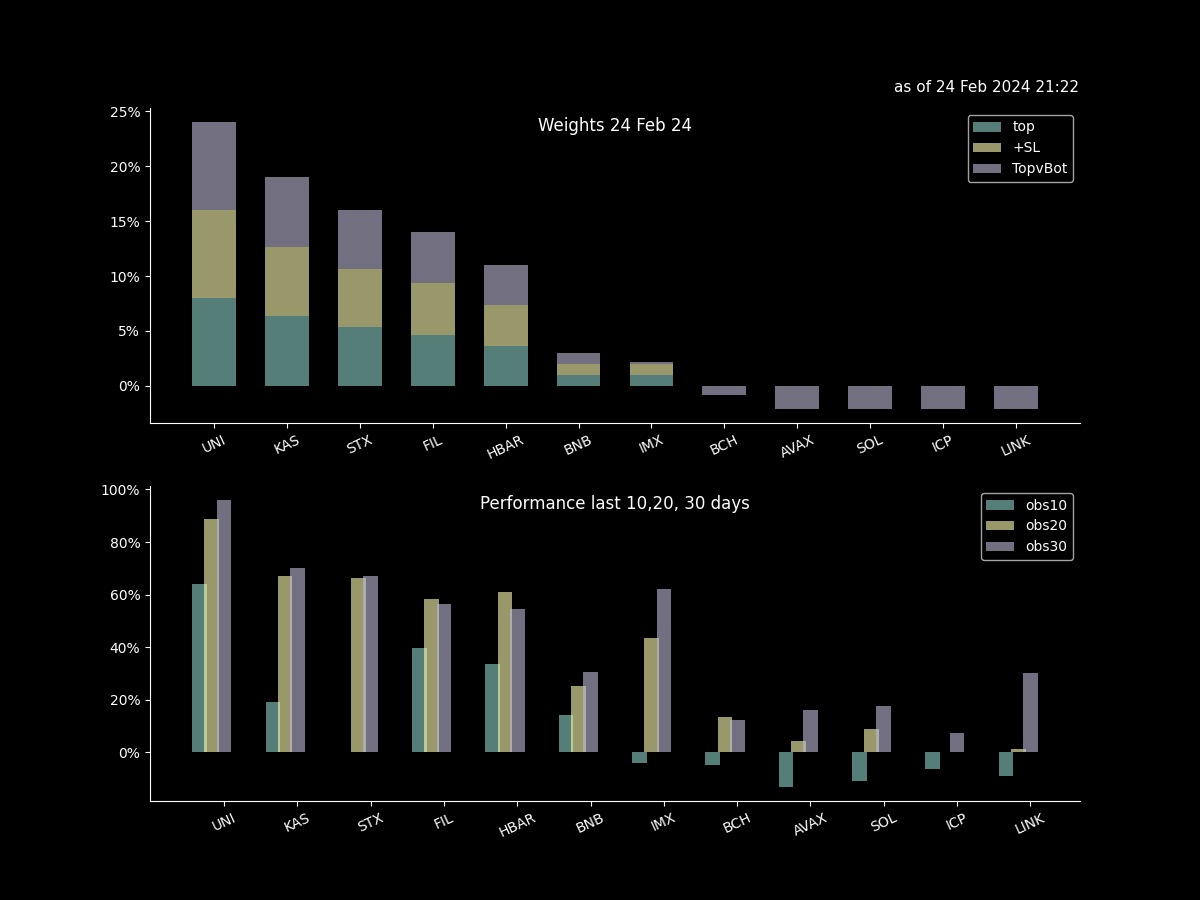 as of 24 Feb 2024 21:22
Weights 24 Feb 24
top
+SL
TopvBot
25%
20%
15%
10%
5%
0%
UNI KAS STX FIL HBAR BNB IMX BCH AVAX SOL ICP LINK
Performance last 10,20, 30 days
obs10
obs20
obs30
100%
80%
60%
40%
20%
0%
UNI KAS STX FIL HBAR BNB IMX BCH AVAX SOL ICP LINK